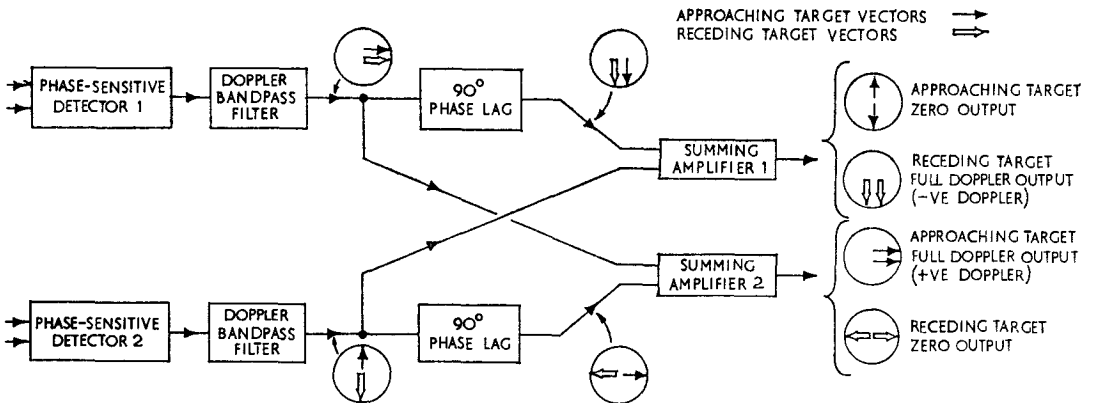 APPROACHING TARGET VECTORS
RECEDING TARGET VECTORS
PHASE-SENSITIVE
DETECTOR 1
DOPPLER
BANDPASS
FILTER
90°
PHASE LAG
SUMMING
AMPLIFIER 1
APPROACHING TARGET
ZERO OUTPUT
RECEDING TARGET
FULL DOPPLER OUTPUT
(-VE DOPPLER)
PHASE-SENSITIVE
DETECTOR 2
DOPPLER
BANDPASS
FILTER
90°
PHASE LAG
SUMMING
AMPLIFIER 2
APPROACHING TARGET
FULL DOPPLER OUTPUT
(+VE DOPPLER)
RECEDING TARGET
ZERO OUTPUT